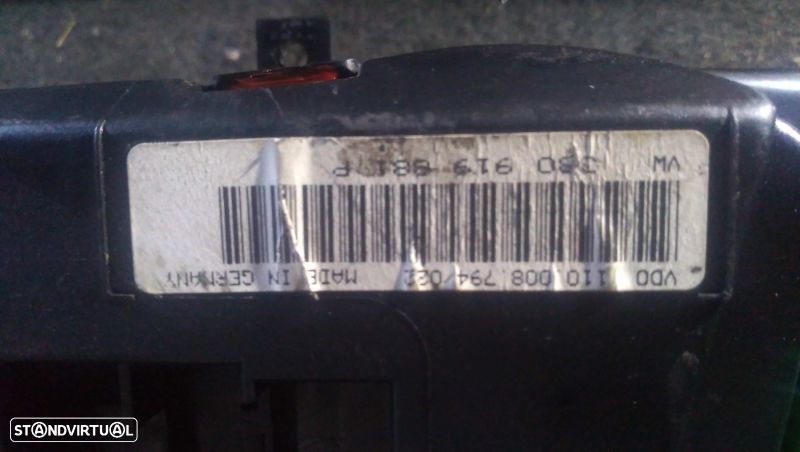 VDO 110.008.794/022 MADE IN GERMANY
VW 3B0 919 881 P
STANDVIRTUAL